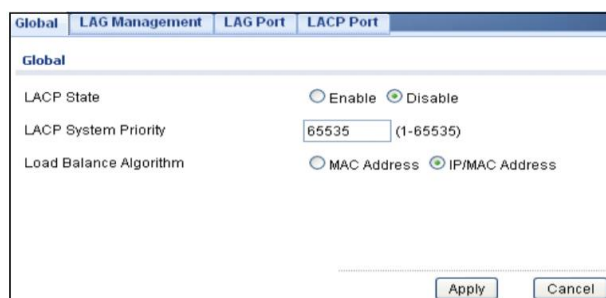 Global LAG Management LAG Port LACP Port
Global
LACP State Enable Disable
LACP System Priority 65535 (1-65535)
Load Balance Algorithm MAC Address IP/MAC Address
Apply Cancel